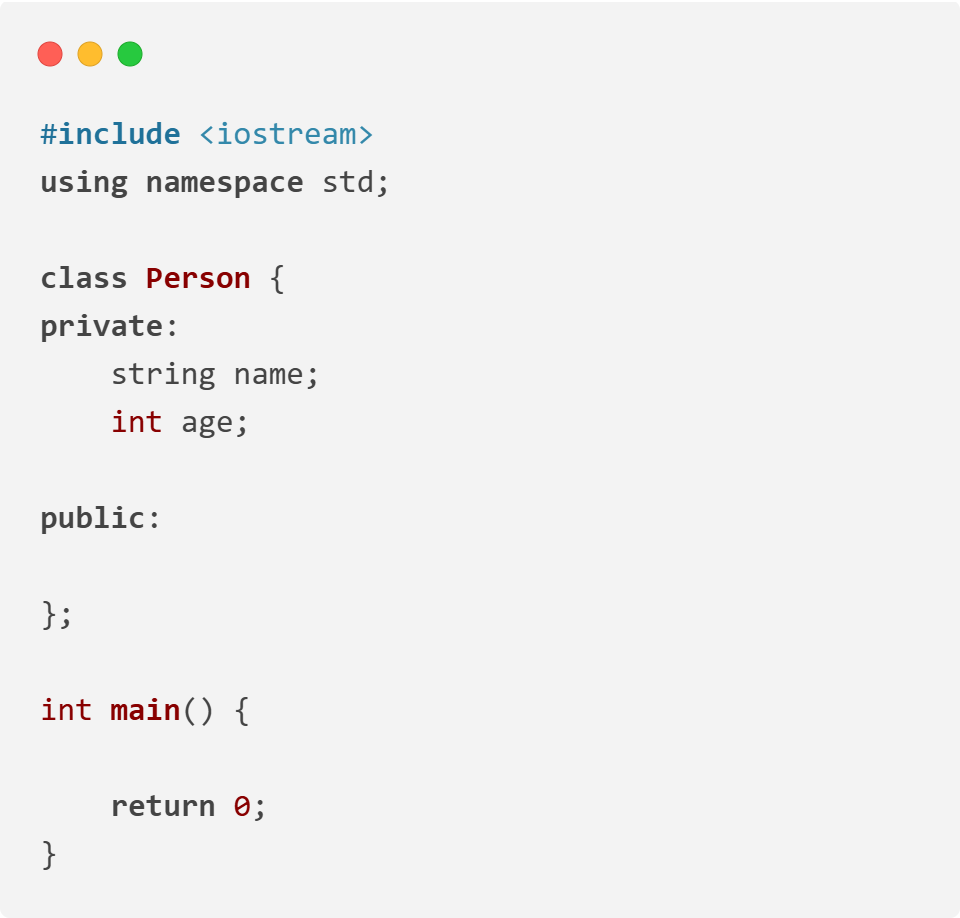 #include <iostream>
using namespace std;
class Person {
private:
    string name;
    int age;
public:
};
int main() {
    return 0;
}